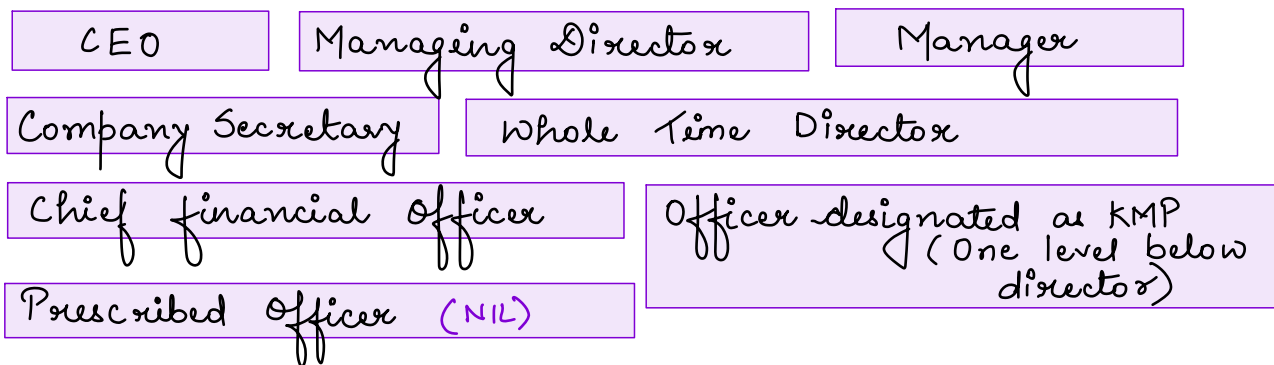 CEO
Managing Director
Manager
Company Secretary
Whole Time Director
Chief financial Officer
Officer designated as KMP
(One level below
director)
Prescribed Officer (NIL)